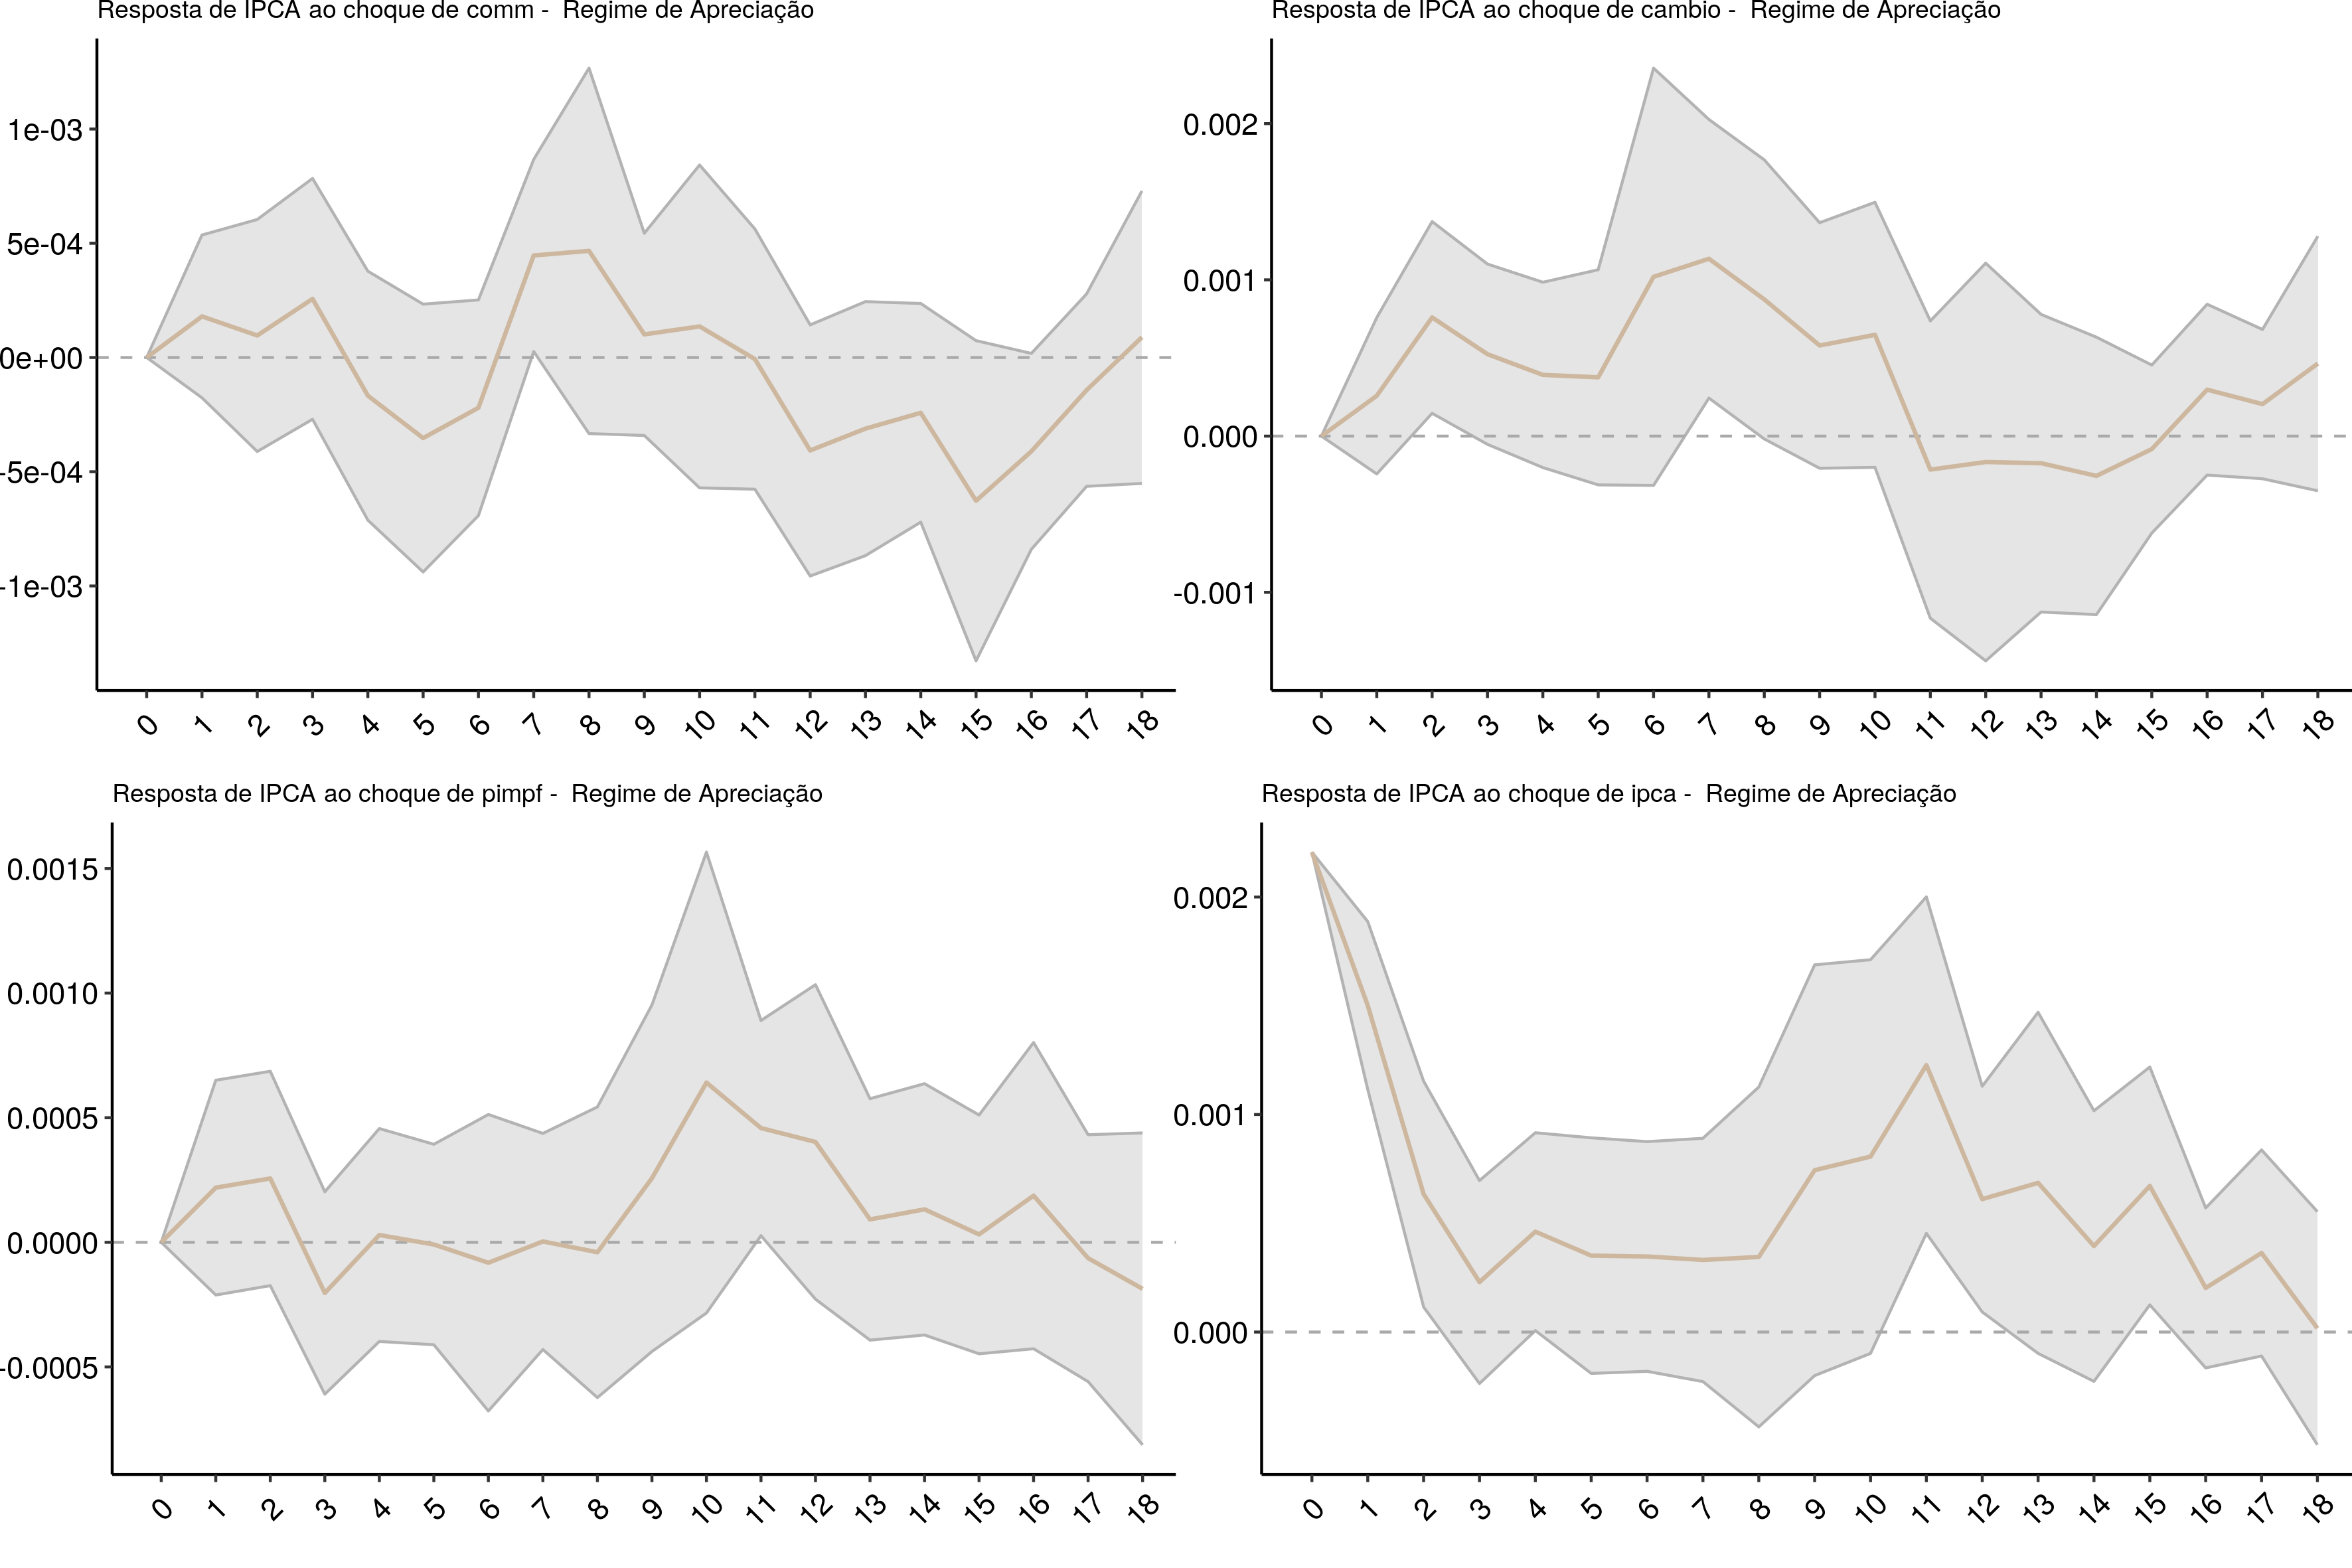 Resposta de IPCA ao choque de comm -  Regime de Apreciação
1e-03
5e-04
0e+00
-5e-04
-1e-03
0 1 2 3 4 5 6 7 8 9 10 11 12 13 14 15 16 17 18
Resposta de IPCA ao choque de cambio -  Regime de Apreciação
0.002
0.001
0.000
-0.001
0 1 2 3 4 5 6 7 8 9 10 11 12 13 14 15 16 17 18
Resposta de IPCA ao choque de pimpf -  Regime de Apreciação
0.0015
0.0010
0.0005
0.0000
-0.0005
0 1 2 3 4 5 6 7 8 9 10 11 12 13 14 15 16 17 18
Resposta de IPCA ao choque de ipca -  Regime de Apreciação
0.002
0.001
0.000
0 1 2 3 4 5 6 7 8 9 10 11 12 13 14 15 16 17 18